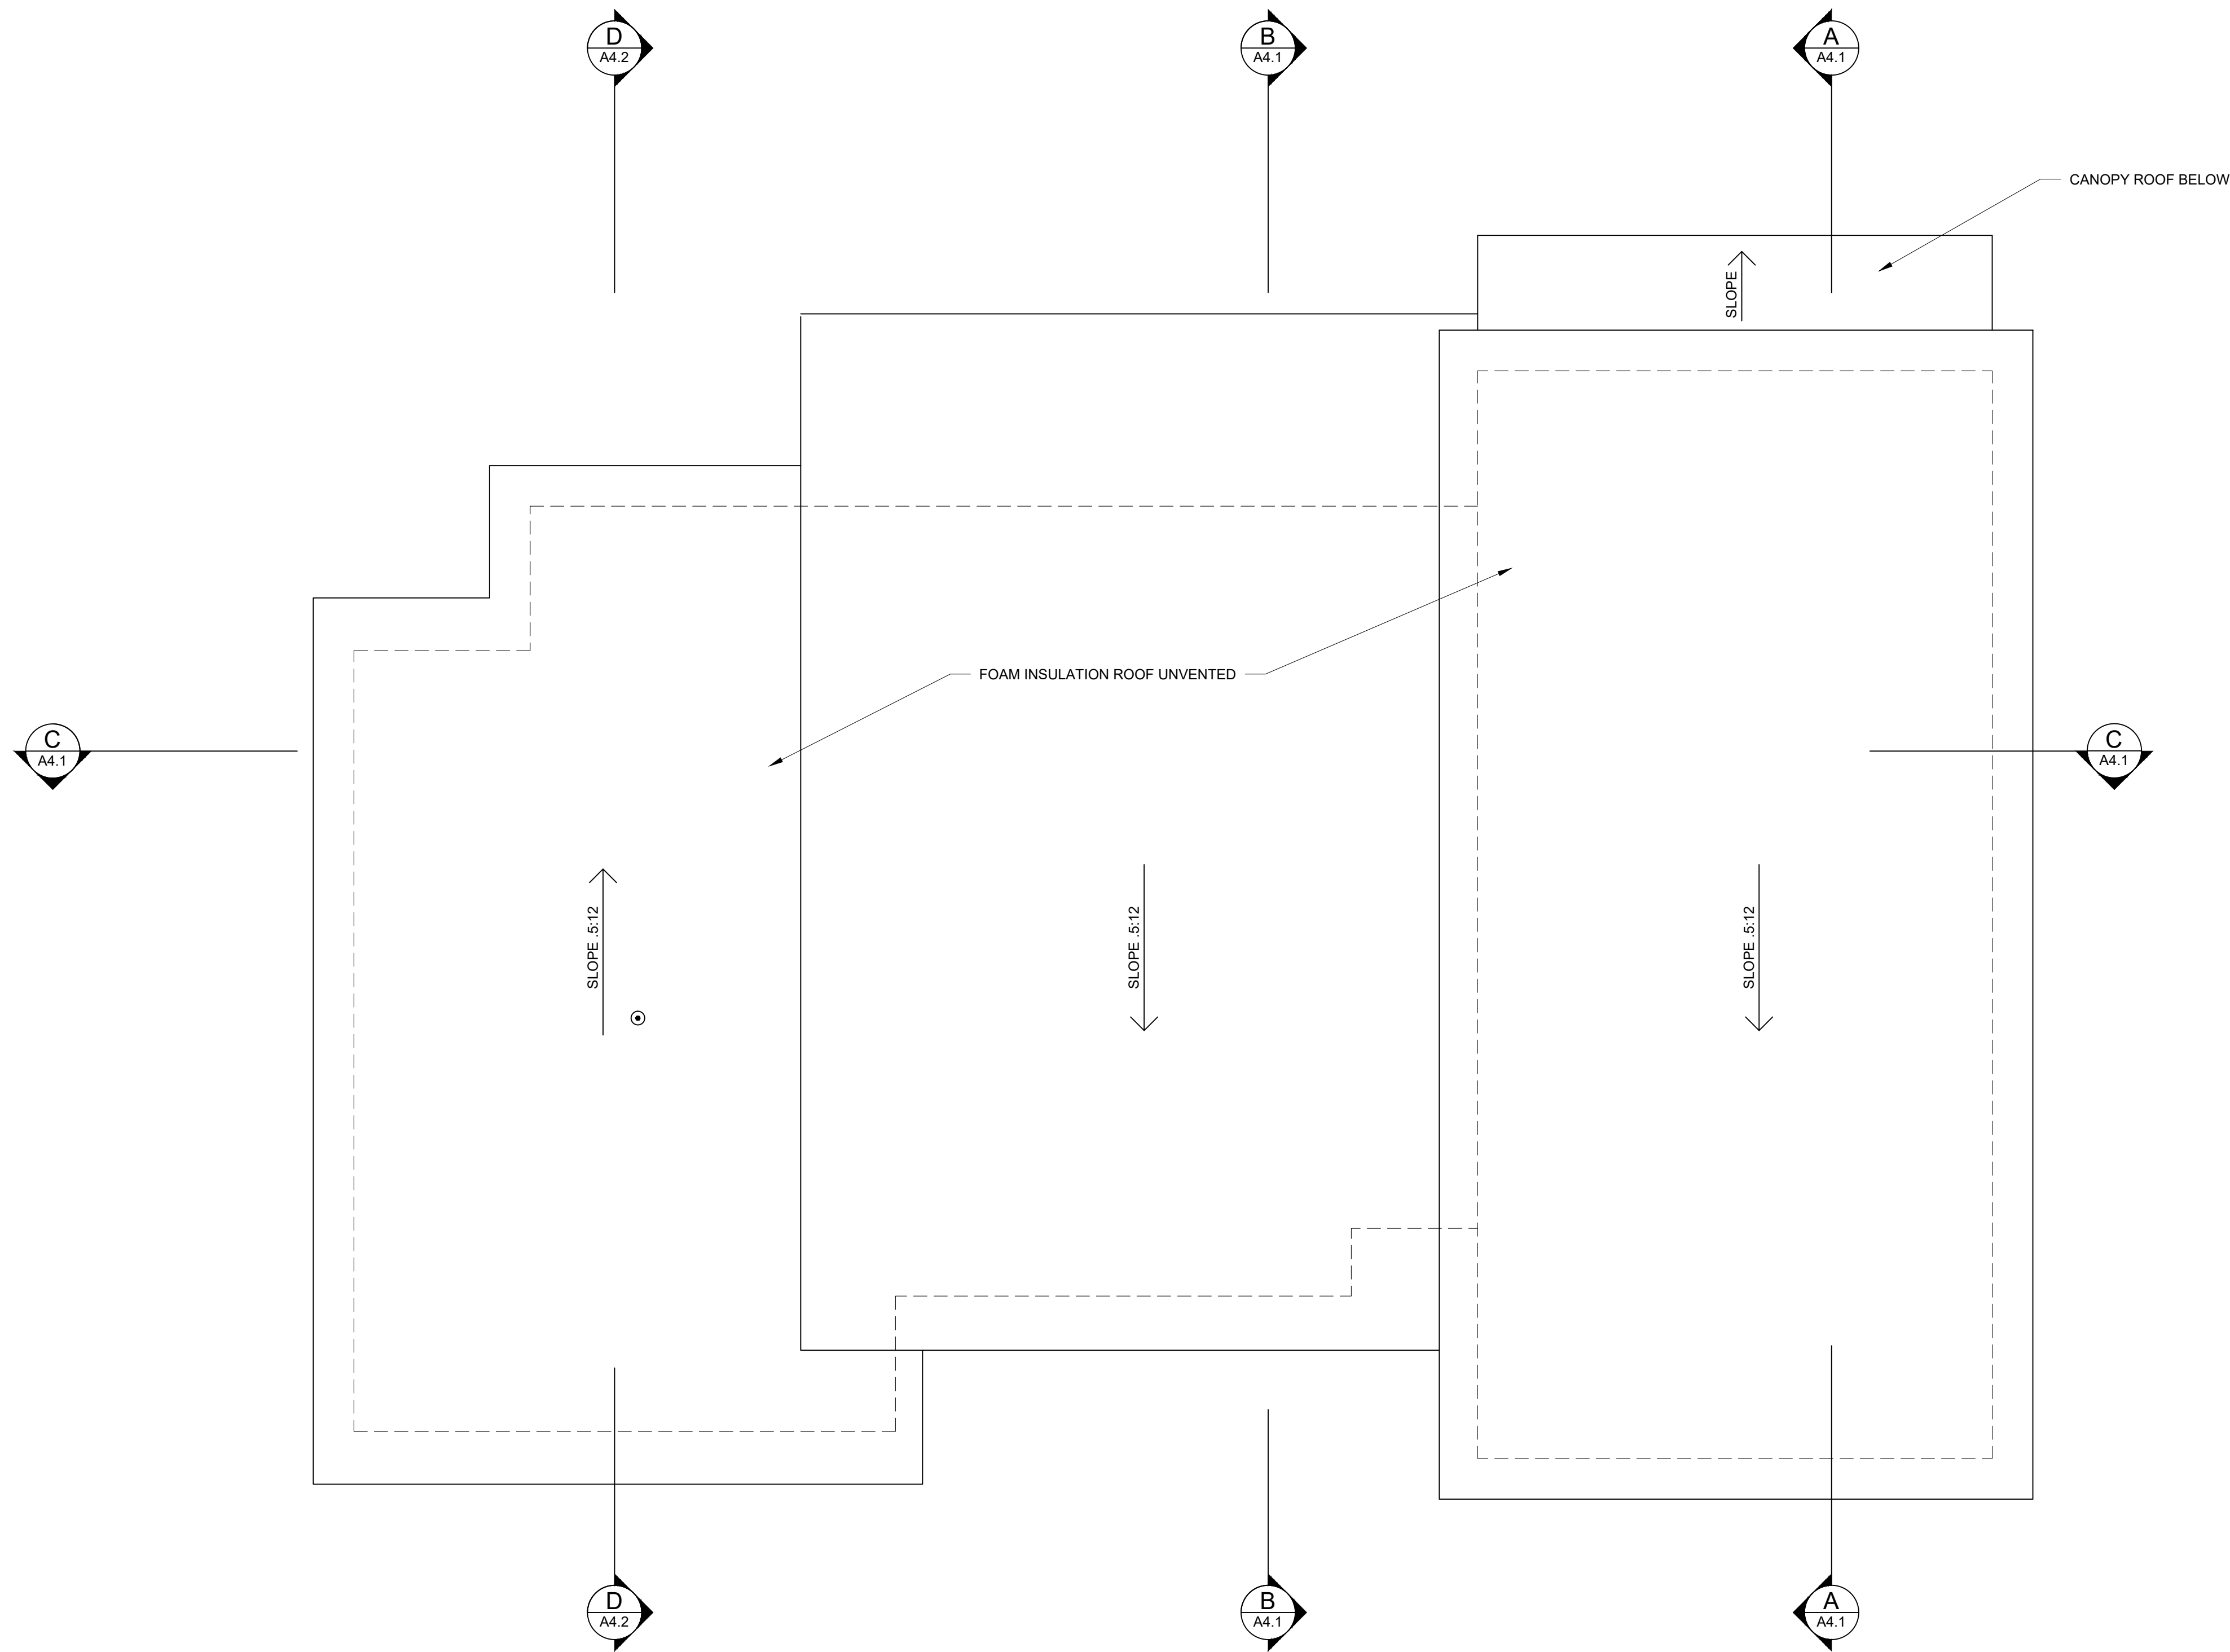 D
A4.2
B
A4.1
A
A4.1
CANOPY ROOF BELOW
SLOPE
FOAM INSULATION ROOF UNVENTED
C
A4.1
C
A4.1
SLOPE .5:12
SLOPE .5:12
SLOPE .5:12
D
A4.2
B
A4.1
A
A4.1